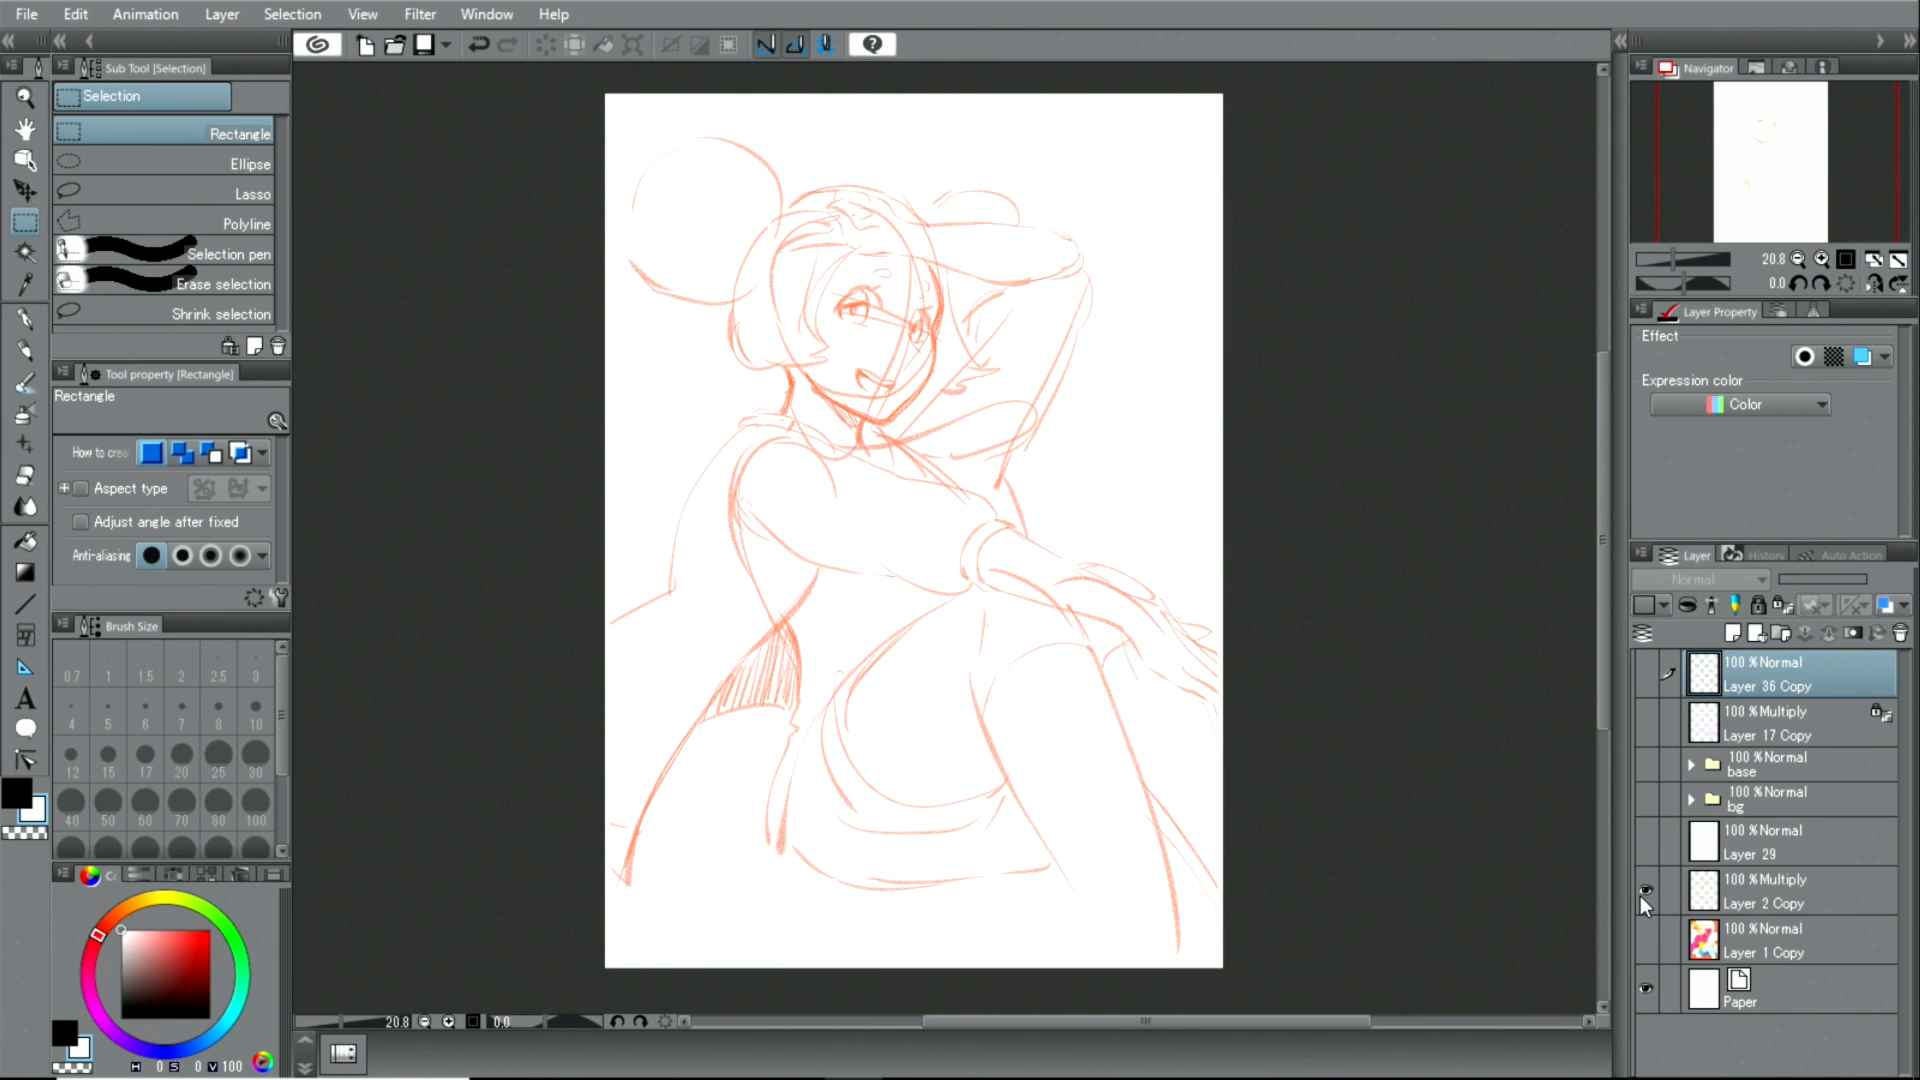 File Edit Animation Layer Selection View Filter Window Help
Sub Tool [Selection]
Selection
Rectangle
Ellipse
Lasso
Polyline
Selection pen
Erase selection
Shrink selection
Tool property [Rectangle]
Rectangle
How to crea
Aspect type
Adjust angle after fixed
Anti-aliasing
Brush Size
0.7 1 1.5 2 2.5 3
4 5 6 7 8 10
12 15 17 20 25 30
40 50 60 70 80 100
H 0 S 0 V 100
20.8 0.0
Navigator
20.8
0.0
Layer Property
Effect
Expression color
Color
Layer History Auto Action
Normal
100 %Normal
Layer 36 Copy
100 %Multiply
Layer 17 Copy
100 %Normal
base
100 %Normal
bg
100 %Normal
Layer 29
100 %Multiply
Layer 2 Copy
100 %Normal
Layer 1 Copy
Paper